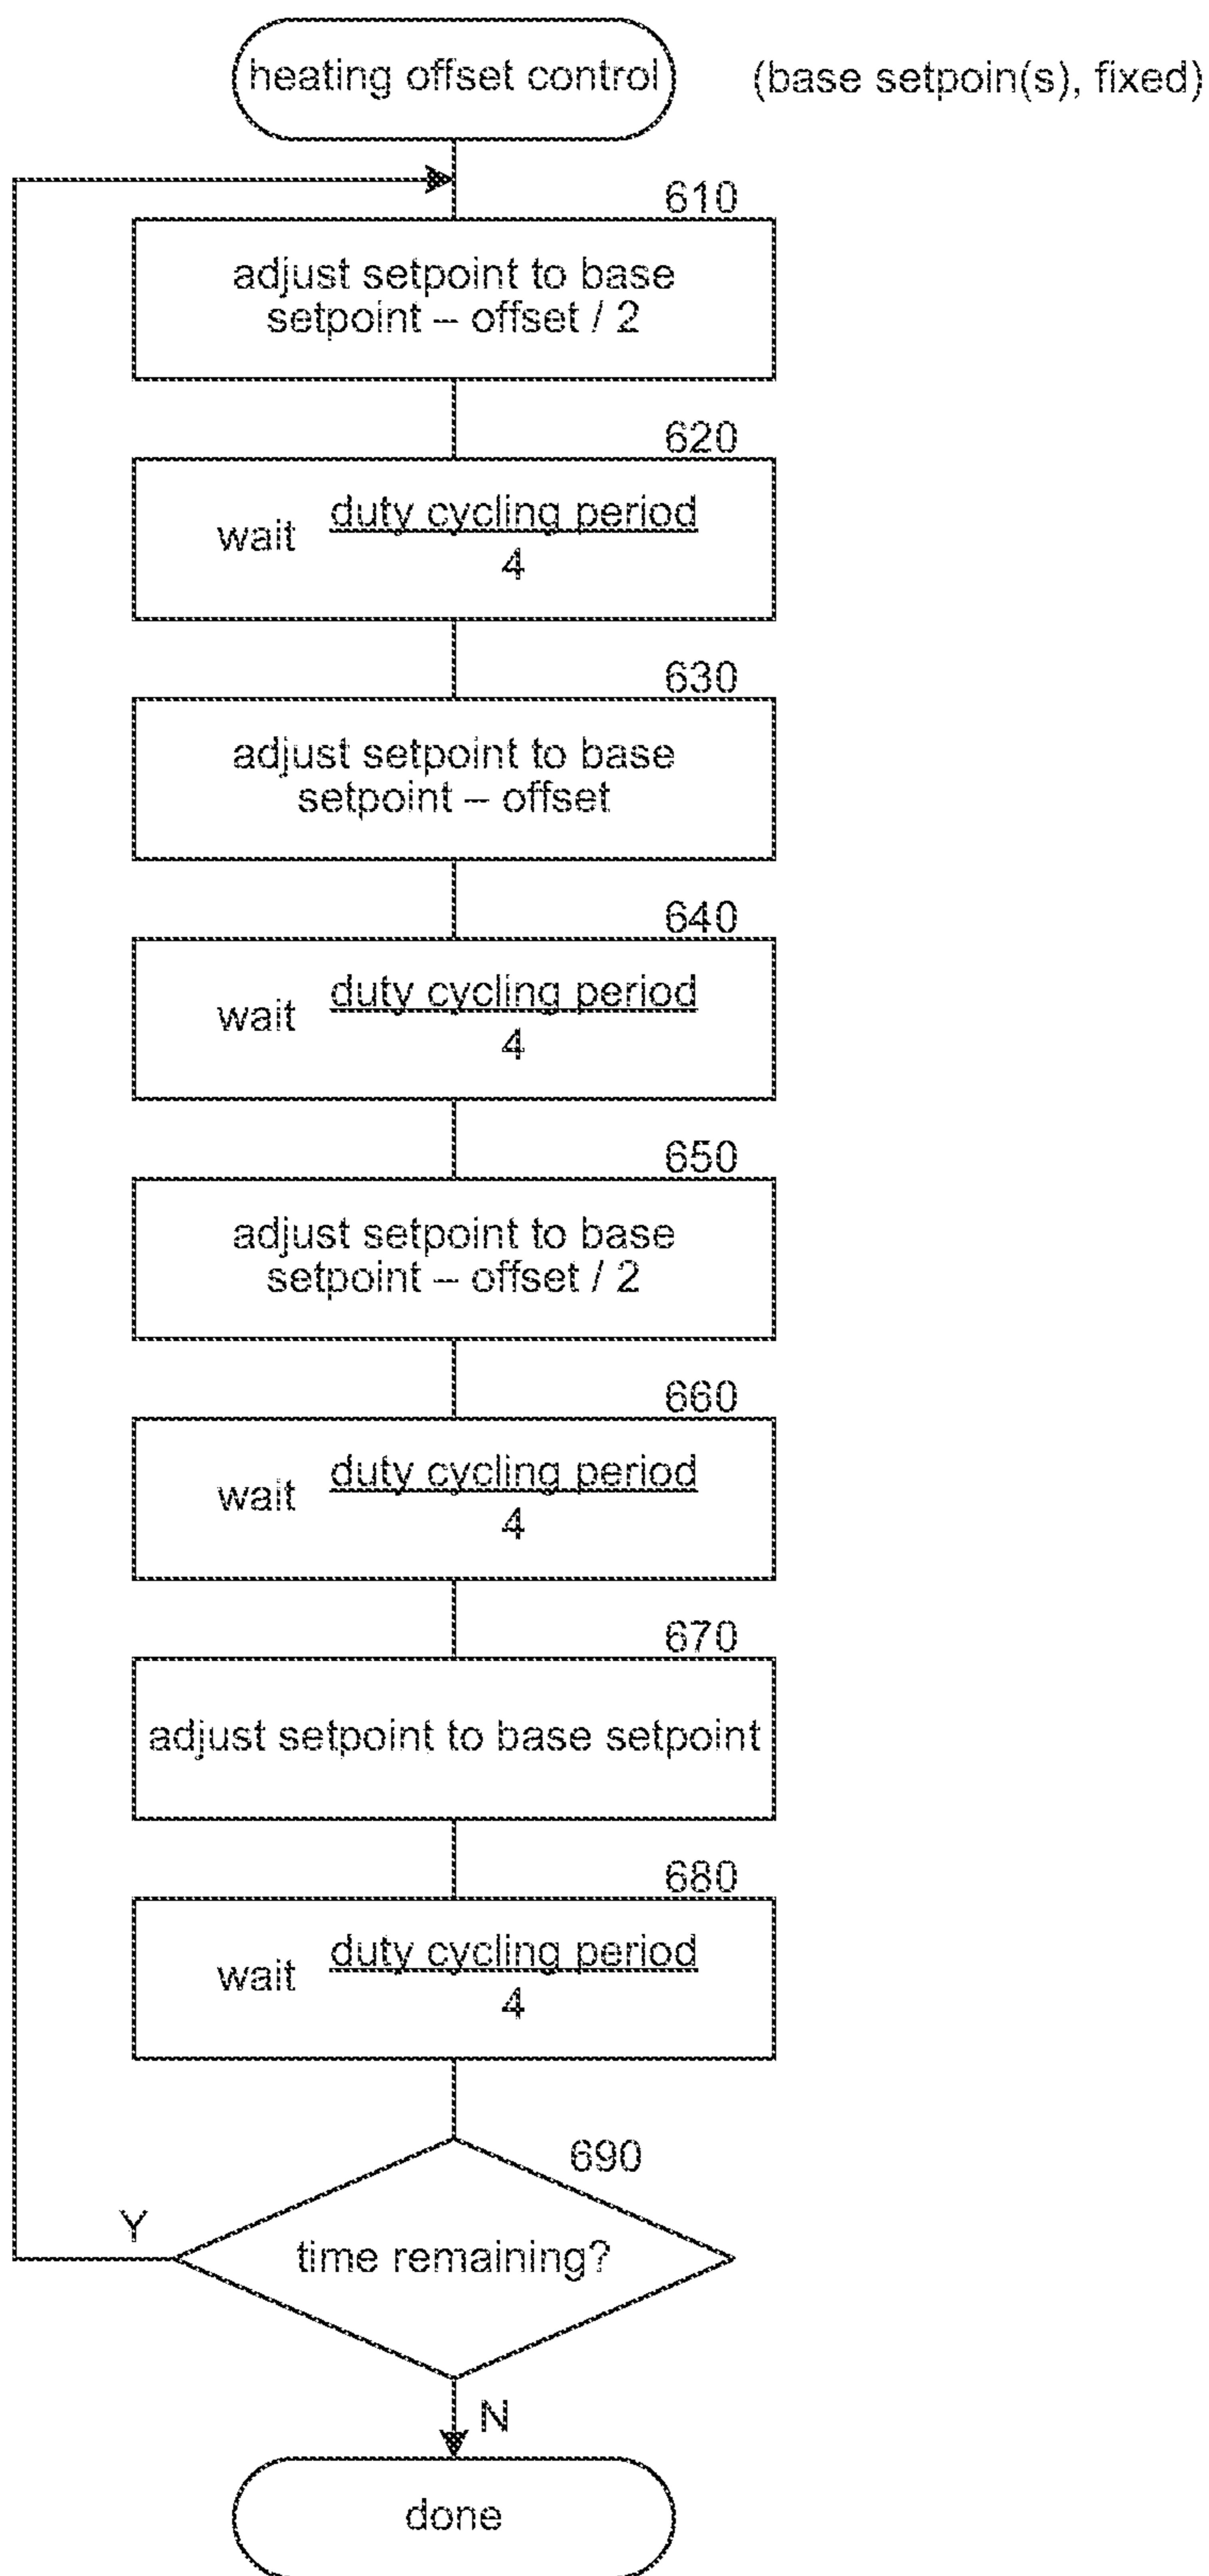 heating offset control (base setpoin(s), fixed)
610
adjust setpoint to base
setpoint – offset / 2
620
wait duty cycling period
4
630
adjust setpoint to base
setpoint – offset
640
wait duty cycling period
4
650
adjust setpoint to base
setpoint – offset / 2
660
wait duty cycling period
4
670
adjust setpoint to base setpoint
680
wait duty cycling period
4
690
Y
time remaining?
N
done